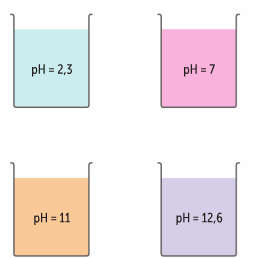 pH = 2,3
pH = 7
pH = 11
pH = 12,6